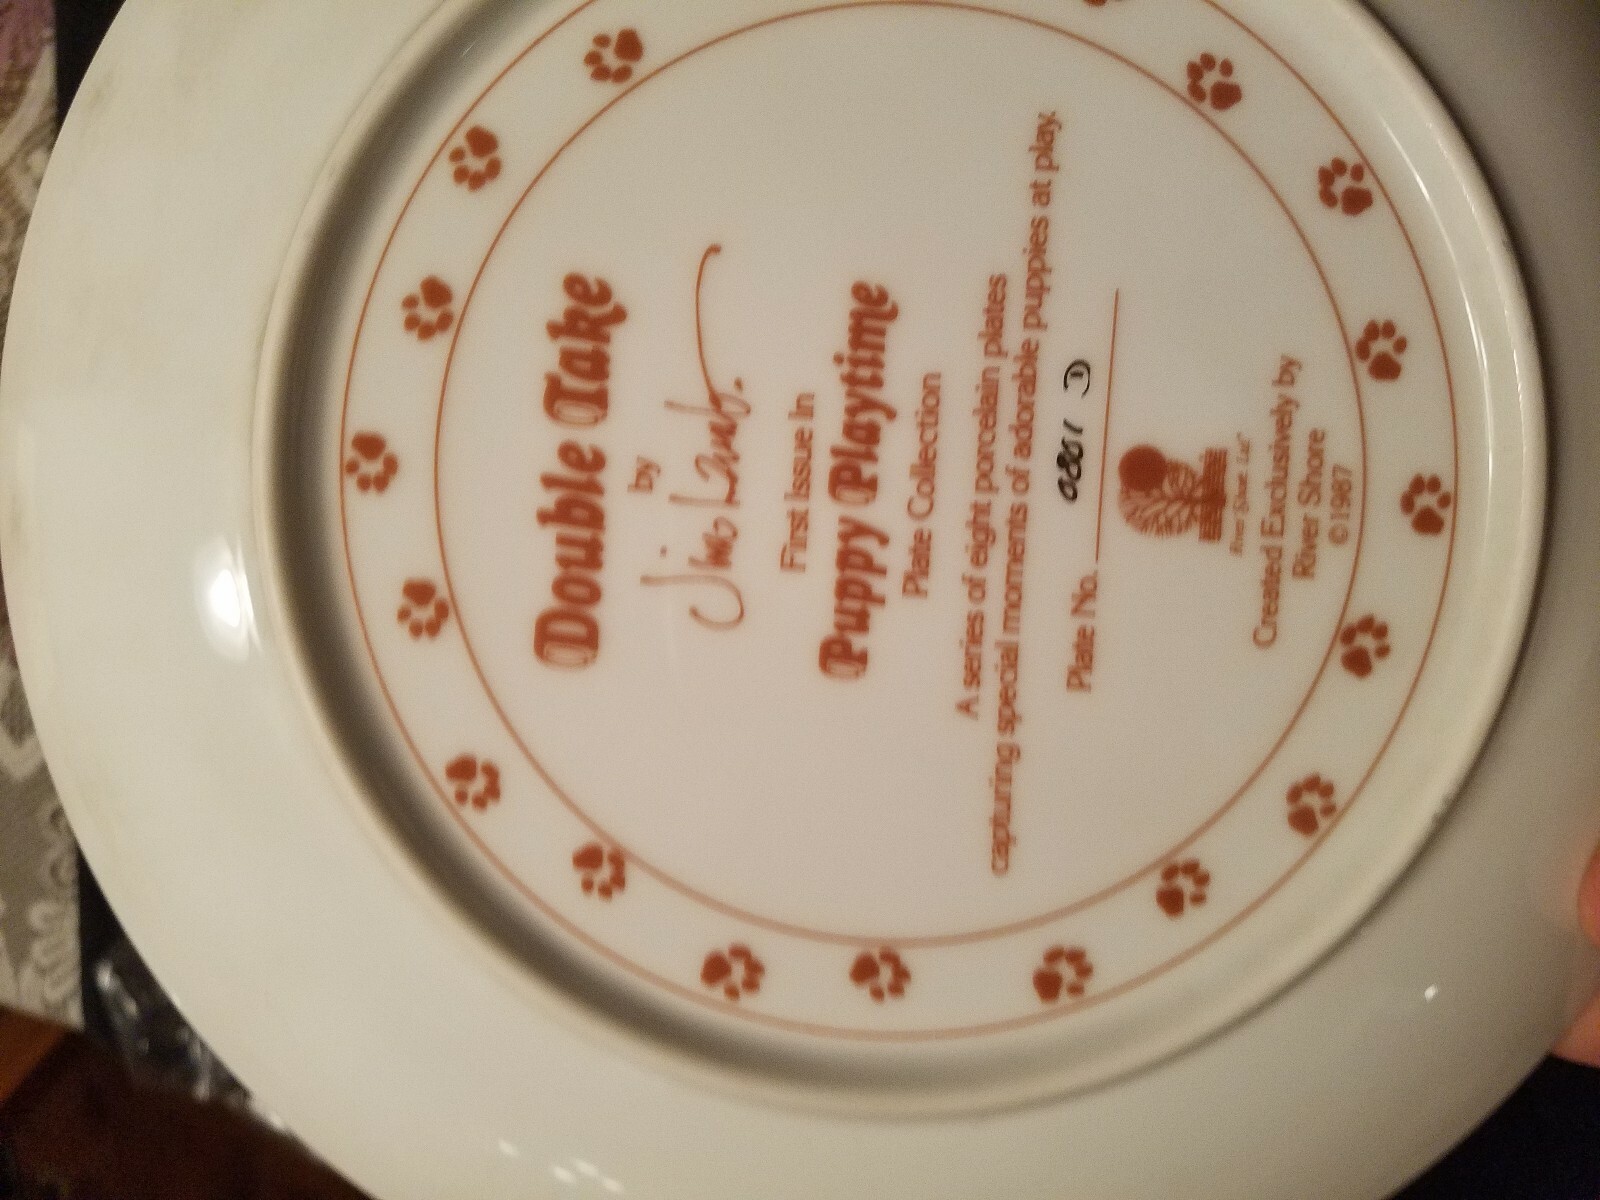 Double Take
by
Jim Lamb.
First Issue In
Puppy Playtime
Plate Collection
A series of eight porcelain plates
capturing special moments of adorable puppies at play.
Plate No.
River Shore Ltd
Created Exclusively by
River Shore
©1987